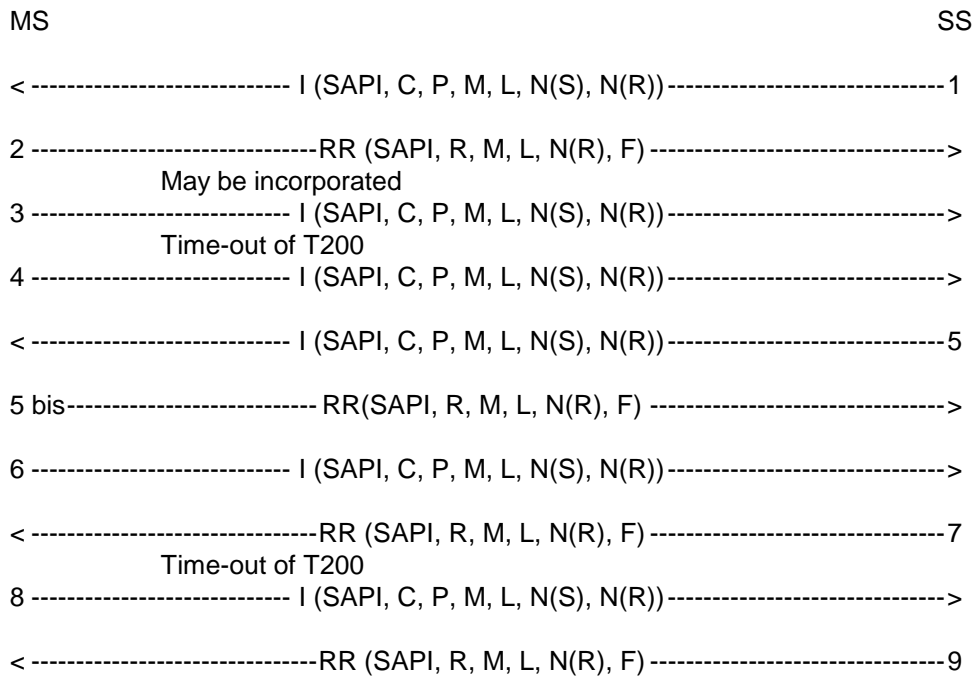 MS SS
< ----------------------------- I (SAPI, C, P, M, L, N(S), N(R))-------------------------------1
2 --------------------------------RR (SAPI, R, M, L, N(R), F) --------------------------------->
May be incorporated
3 ----------------------------- I (SAPI, C, P, M, L, N(S), N(R))------------------------------->
Time-out of T200
4 ----------------------------- I (SAPI, C, P, M, L, N(S), N(R))------------------------------->
< ----------------------------- I (SAPI, C, P, M, L, N(S), N(R))-------------------------------5
5 bis---------------------------- RR(SAPI, R, M, L, N(R), F) --------------------------------->
6 ----------------------------- I (SAPI, C, P, M, L, N(S), N(R))------------------------------->
< --------------------------------RR (SAPI, R, M, L, N(R), F) ---------------------------------7
Time-out of T200
8 ----------------------------- I (SAPI, C, P, M, L, N(S), N(R))------------------------------->
< --------------------------------RR (SAPI, R, M, L, N(R), F) ---------------------------------9